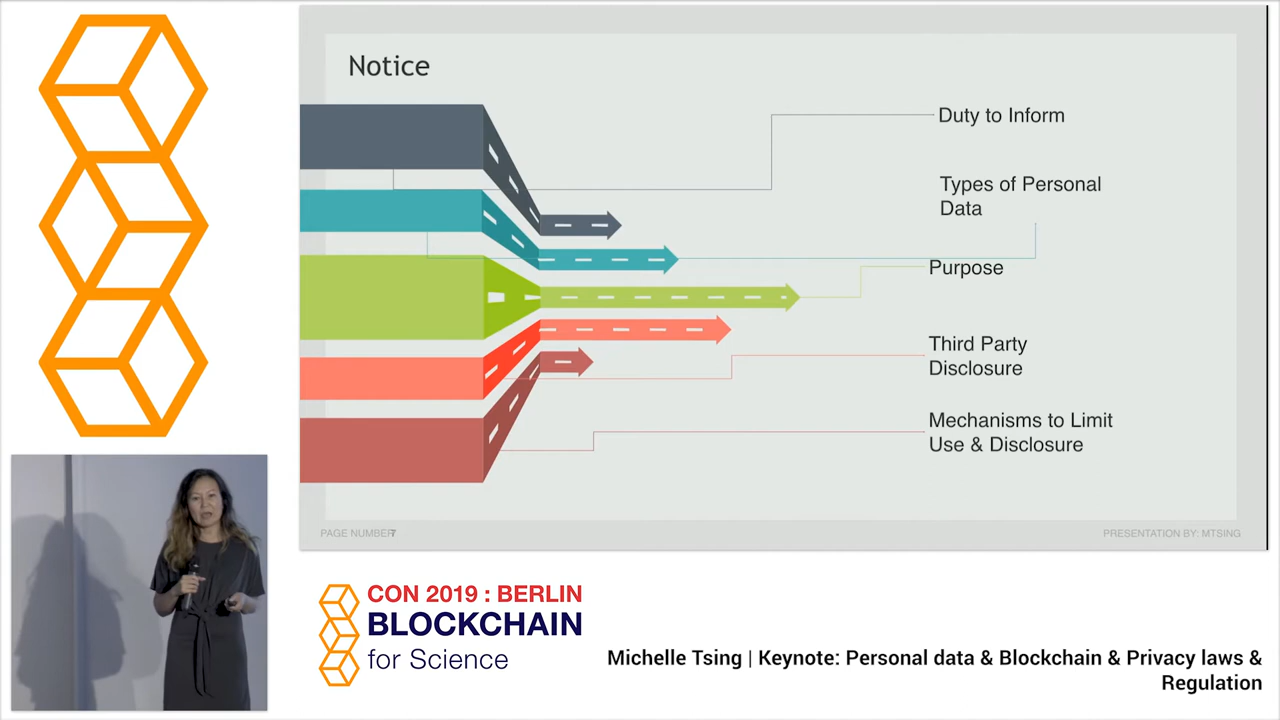 Notice
Duty to Inform
Types of Personal
Data
Purpose
Third Party
Disclosure
Mechanisms to Limit
Use & Disclosure
PAGE NUMBER7
PRESENTATION BY: MTSING
CON 2019 : BERLIN
BLOCKCHAIN
for Science
Michelle Tsing | Keynote: Personal data & Blockchain & Privacy laws &
Regulation